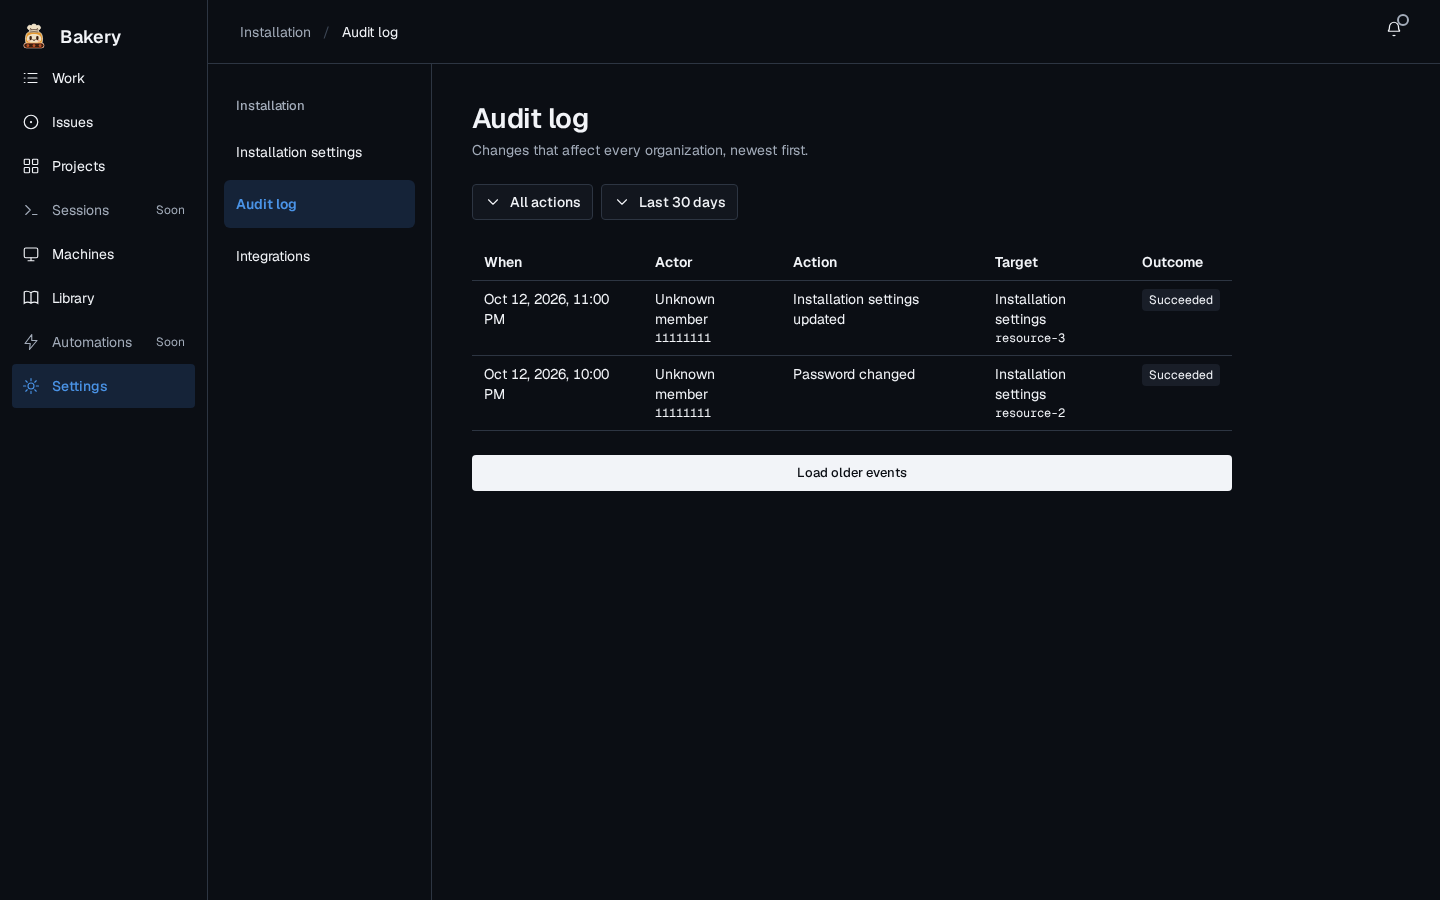 Bakery
Work
Issues
Projects
Sessions Soon
Machines
Library
Automations Soon
Settings
Installation / Audit log
Installation
Installation settings
Audit log
Integrations
Audit log
Changes that affect every organization, newest first.
All actions Last 30 days
When Actor Action Target Outcome
Oct 12, 2026, 11:00 Unknown Installation settings Installation Succeeded
PM member updated settings
11111111 resource-3
Oct 12, 2026, 10:00 Unknown Password changed Installation Succeeded
PM member settings
11111111 resource-2
Load older events